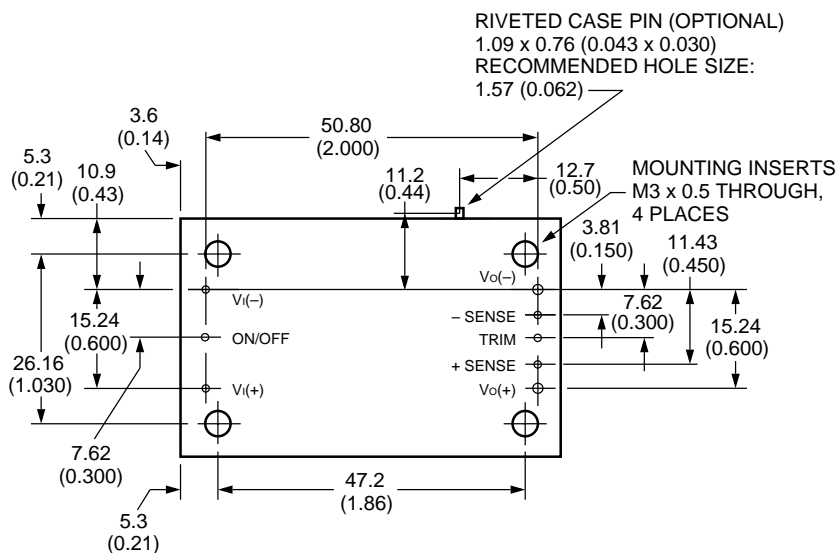 RIVETED CASE PIN (OPTIONAL)
1.09 x 0.76 (0.043 x 0.030)
RECOMMENDED HOLE SIZE:
1.57 (0.062)
3.6
(0.14)
50.80
(2.000)
5.3
(0.21)
10.9
(0.43)
11.2
(0.44)
12.7
(0.50)
MOUNTING INSERTS
M3 x 0.5 THROUGH,
4 PLACES
3.81
(0.150)
11.43
(0.450)
VO(–)
VI(–)
– SENSE
7.62
(0.300)
15.24
(0.600)
ON/OFF
TRIM
15.24
(0.600)
26.16
(1.030)
+ SENSE
VI(+)
VO(+)
7.62
(0.300)
47.2
(1.86)
5.3
(0.21)